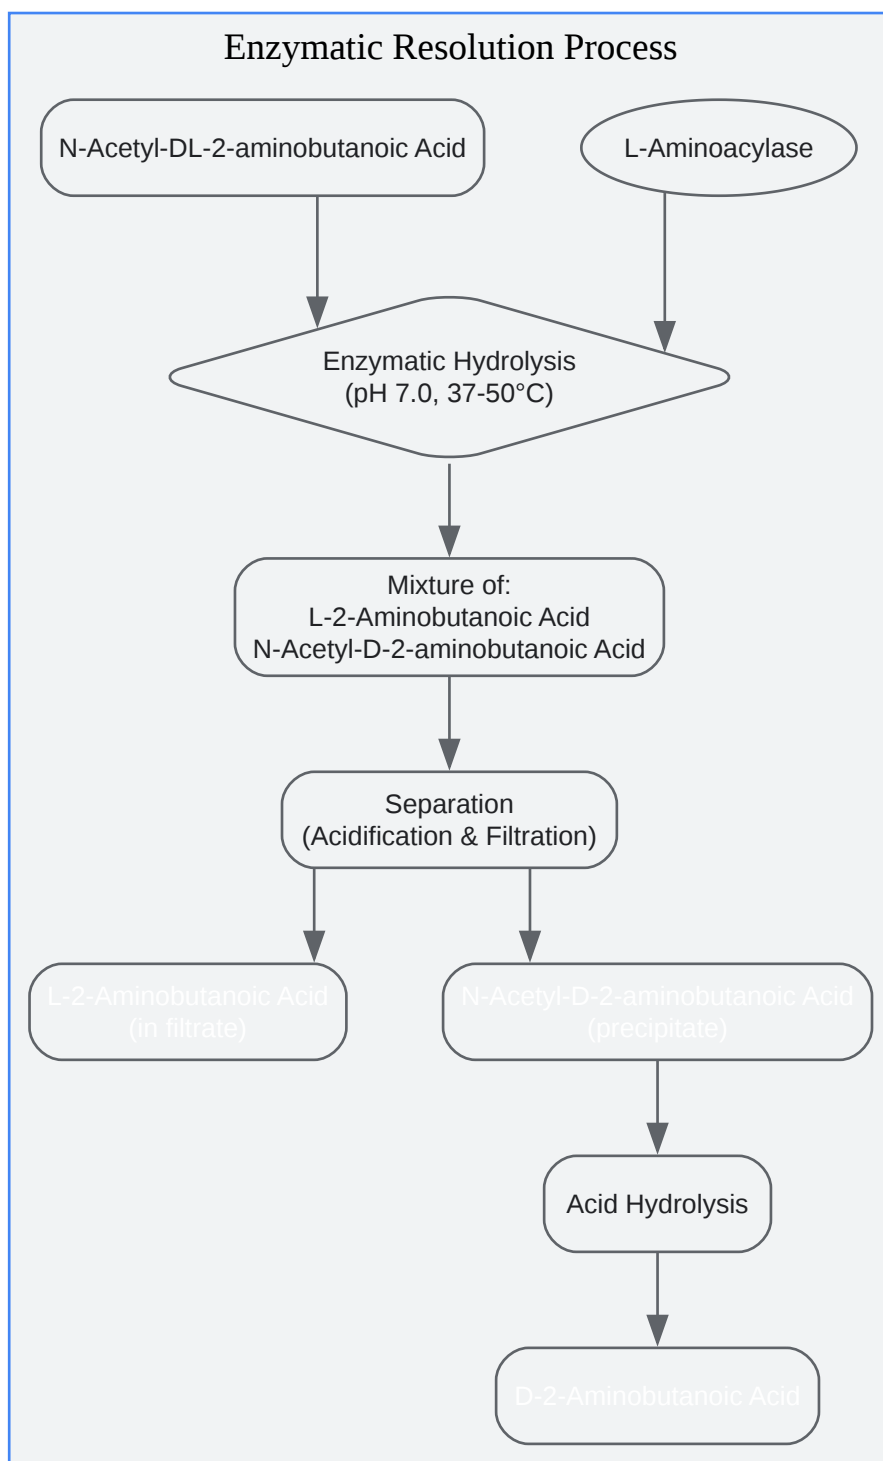 Enzymatic Resolution Process
N-Acetyl-DL-2-aminobutanoic Acid
L-Aminoacylase
Enzymatic Hydrolysis
(pH 7.0, 37-50°C)
Mixture of:
L-2-Aminobutanoic Acid
N-Acetyl-D-2-aminobutanoic Acid
Separation
(Acidification & Filtration)
L-2-Aminobutanoic Acid
(in filtrate)
N-Acetyl-D-2-aminobutanoic Acid
(precipitate)
Acid Hydrolysis
D-2-Aminobutanoic Acid